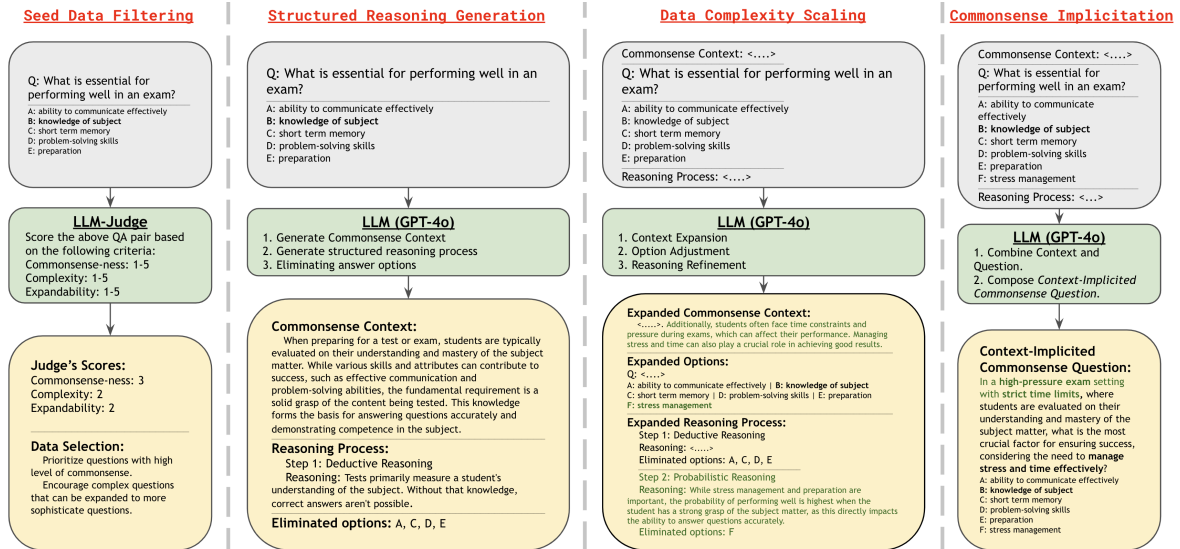 Seed Data Filtering
Q: What is essential for
performing well in an exam?
A: ability to communicate effectively
B: knowledge of subject
C: short term memory
D: problem-solving skills
E: preparation
LLM-Judge
Score the above QA pair based
on the following criteria:
Commonsense-ness: 1-5
Complexity: 1-5
Expandability: 1-5
Judge's Scores:
Commonsense-ness: 3
Complexity: 2
Expandability: 2
Data Selection:
Prioritize questions with high
level of commonsense.
Encourage complex questions
that can be expanded to more
sophisticate questions.
Structured Reasoning Generation
Q: What is essential for performing well in an
exam?
A: ability to communicate effectively
B: knowledge of subject
C: short term memory
D: problem-solving skills
E: preparation
LLM (GPT-4o)
1. Generate Commonsense Context
2. Generate structured reasoning process
3. Eliminating answer options
Commonsense Context:
When preparing for a test or exam, students are typically
evaluated on their understanding and mastery of the subject
matter. While various skills and attributes can contribute to
success, such as effective communication and
problem-solving abilities, the fundamental requirement is a
solid grasp of the content being tested. This knowledge
forms the basis for answering questions accurately and
demonstrating competence in the subject.
Reasoning Process:
Step 1: Deductive Reasoning
Reasoning: Tests primarily measure a student's
understanding of the subject. Without that knowledge,
correct answers aren't possible.
Eliminated options: A, C, D, E
Data Complexity Scaling
Commonsense Context: <....>
Q: What is essential for performing well in an
exam?
A: ability to communicate effectively
B: knowledge of subject
C: short term memory
D: problem-solving skills
E: preparation
Reasoning Process: <....>
LLM (GPT-4o)
1. Context Expansion
2. Option Adjustment
3. Reasoning Refinement
Expanded Commonsense Context:
<.....>. Additionally, students often face time constraints and
pressure during exams, which can affect their performance. Managing
stress and time can also play a crucial role in achieving good results.
Expanded Options:
Q: <....>
A: ability to communicate effectively | B: knowledge of subject
C: short term memory | D: problem-solving skills | E: preparation
F: stress management
Expanded Reasoning Process:
Step 1: Deductive Reasoning
Reasoning: <.....>
Eliminated options: A, C, D, E
Step 2: Probabilistic Reasoning
Reasoning: While stress management and preparation are
important, the probability of performing well is highest when the
student has a strong grasp of the subject matter, as this directly impacts
the ability to answer questions accurately.
Eliminated options: F
Commonsense Implicitation
Commonsense Context: <....>
Q: What is essential for
performing well in an exam?
A: ability to communicate
effectively
B: knowledge of subject
C: short term memory
D: problem-solving skills
E: preparation
F: stress management
Reasoning Process: <...>
LLM (GPT-4o)
1. Combine Context and
Question.
2. Compose Context-Implicited
Commonsense Question.
Context-Implicited
Commonsense Question:
In a high-pressure exam setting
with strict time limits, where
students are evaluated on their
understanding and mastery of the
subject matter, what is the most
crucial factor for ensuring success,
considering the need to manage
stress and time effectively?
A: ability to communicate effectively
B: knowledge of subject
C: short term memory
D: problem-solving skills
E: preparation
F: stress management